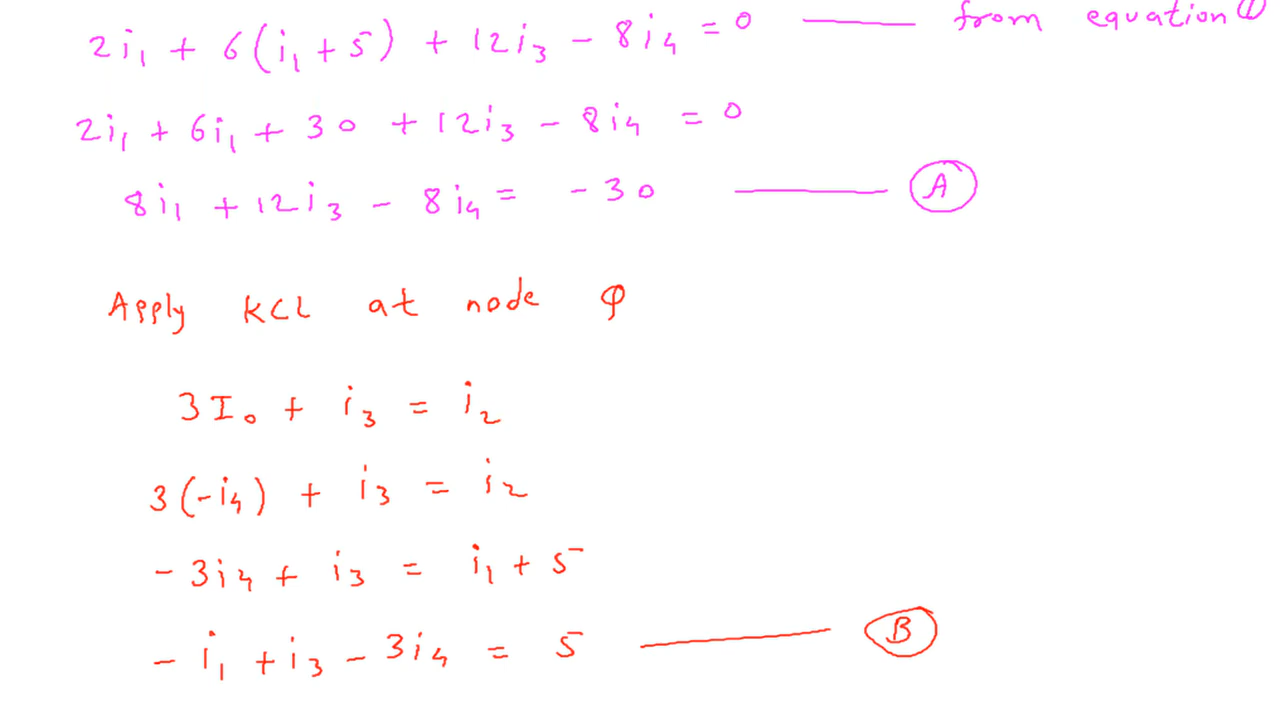 2i₁ + 6(i₁ + 5) + 12i₃ − 8i₄ = 0 —— from equation ①
2i₁ + 6i₁ + 30 + 12i₃ − 8i₄ = 0
8i₁ + 12i₃ − 8i₄ = −30 —— Ⓐ
Apply KCL at node φ
3I₀ + i₃ = i₂
3(−i₄) + i₃ = i₂
−3i₄ + i₃ = i₁ + 5
−i₁ + i₃ − 3i₄ = 5 —— Ⓑ